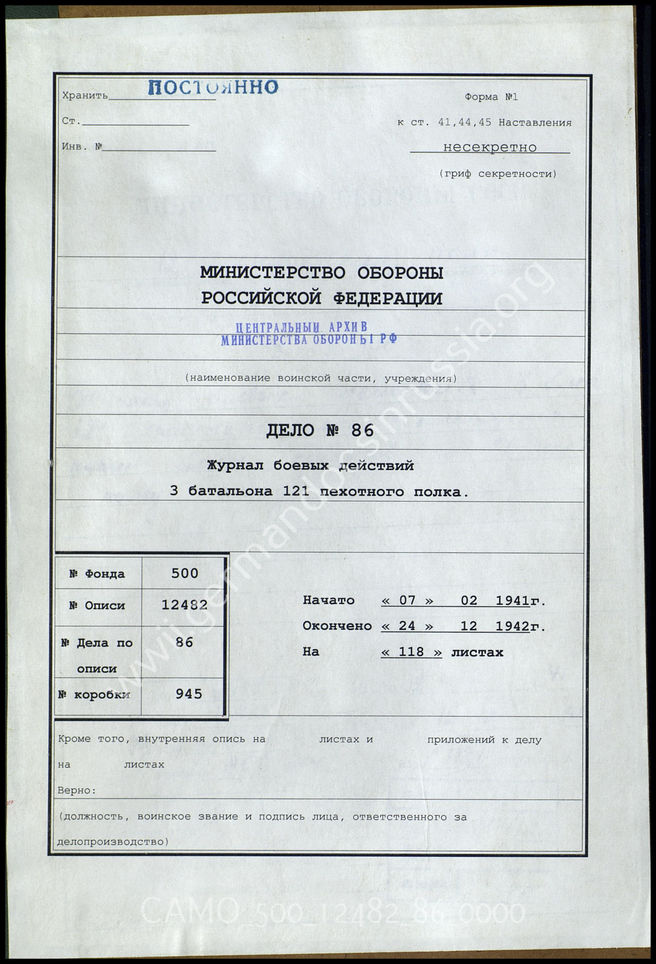 Хранить ПОСТОЯННО
Форма №1
Ст.
к ст. 41,44,45 Наставления
Инв. №
несекретно
(гриф секретности)
МИНИСТЕРСТВО ОБОРОНЫ
РОССИЙСКОЙ ФЕДЕРАЦИИ
ЦЕНТРАЛЬНЫЙ АРХИВ
МИНИСТЕРСТВА ОБОРОНЫ РФ
(наименование воинской части, учреждения)
ДЕЛО № 86
Журнал боевых действий
3 батальона 121 пехотного полка.
№ Фонда 500
№ Описи 12482
№ Дела по описи 86
№ коробки 945
Начато « 07 » 02 1941г.
Окончено « 24 » 12 1942г.
На « 118 » листах
Кроме того, внутренняя опись на листах и приложений к делу
на листах
Верно:
(должность, воинское звание и подпись лица, ответственного за
делопроизводство)
www.germandocsinrussia.org
CAMO_500_12482_86_0000